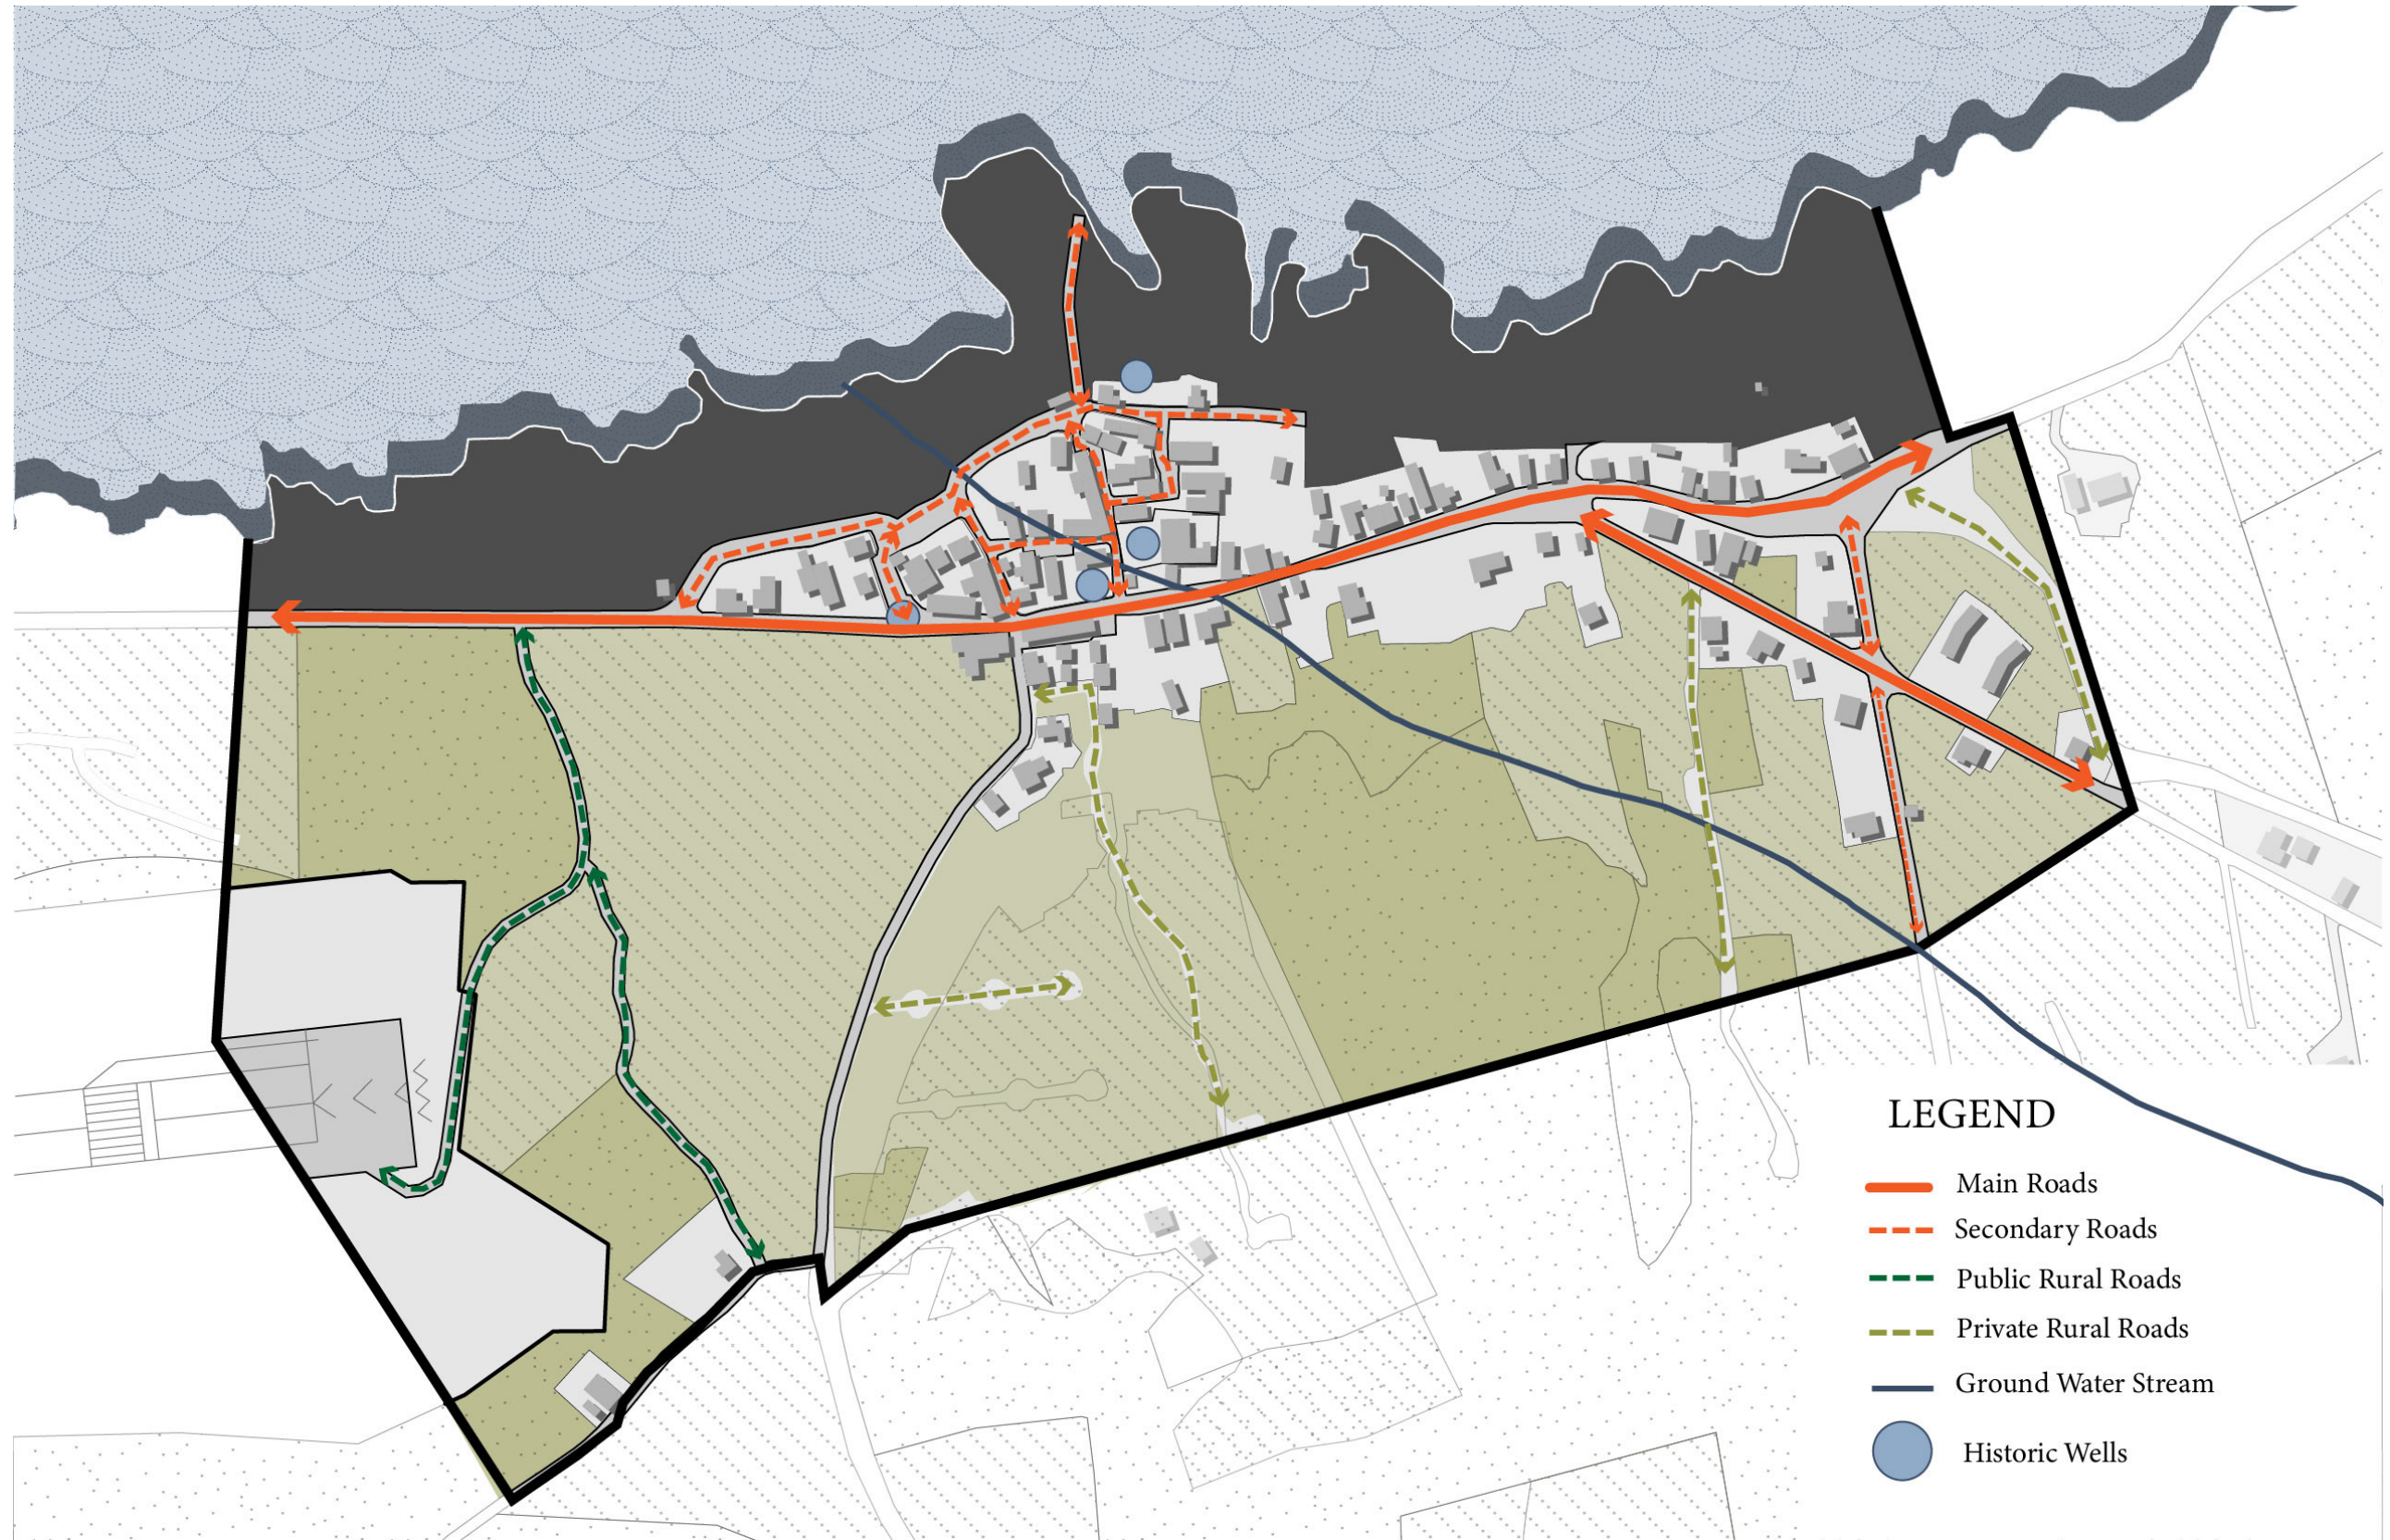 LEGEND
Main Roads
Secondary Roads
Public Rural Roads
Private Rural Roads
Ground Water Stream
Historic Wells